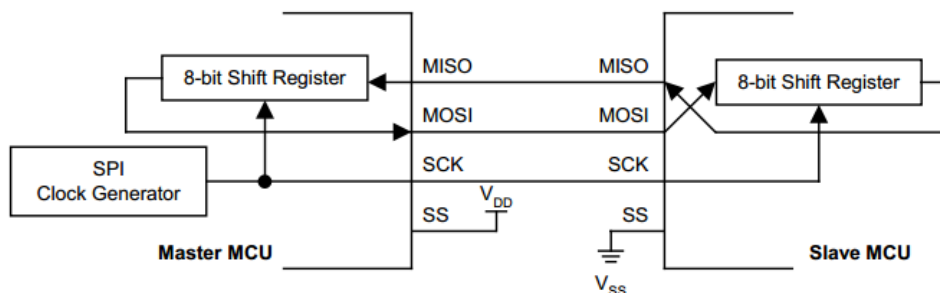 8-bit Shift Register
MISO
MISO
8-bit Shift Register
MOSI
MOSI
SPI
Clock Generator
SCK
SCK
VDD
SS
SS
Master MCU
Slave MCU
VSS